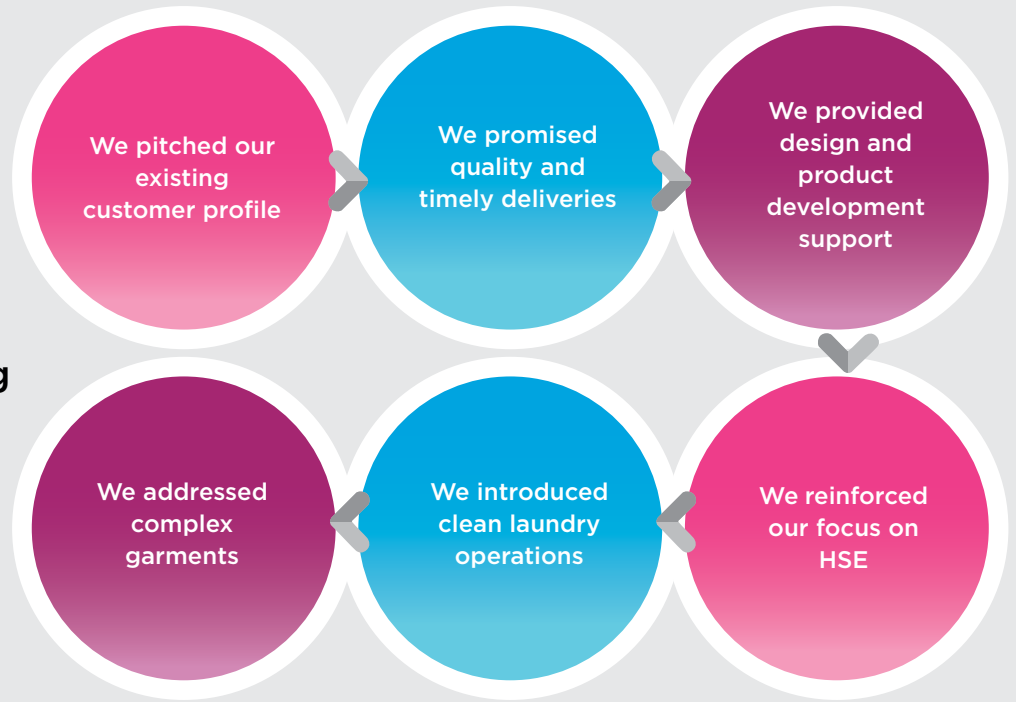 We pitched our
existing
customer profile
We promised
quality and
timely deliveries
We provided
design and
product
development
support
g
We reinforced
our focus on
HSE
We introduced
clean laundry
operations
We addressed
complex
garments